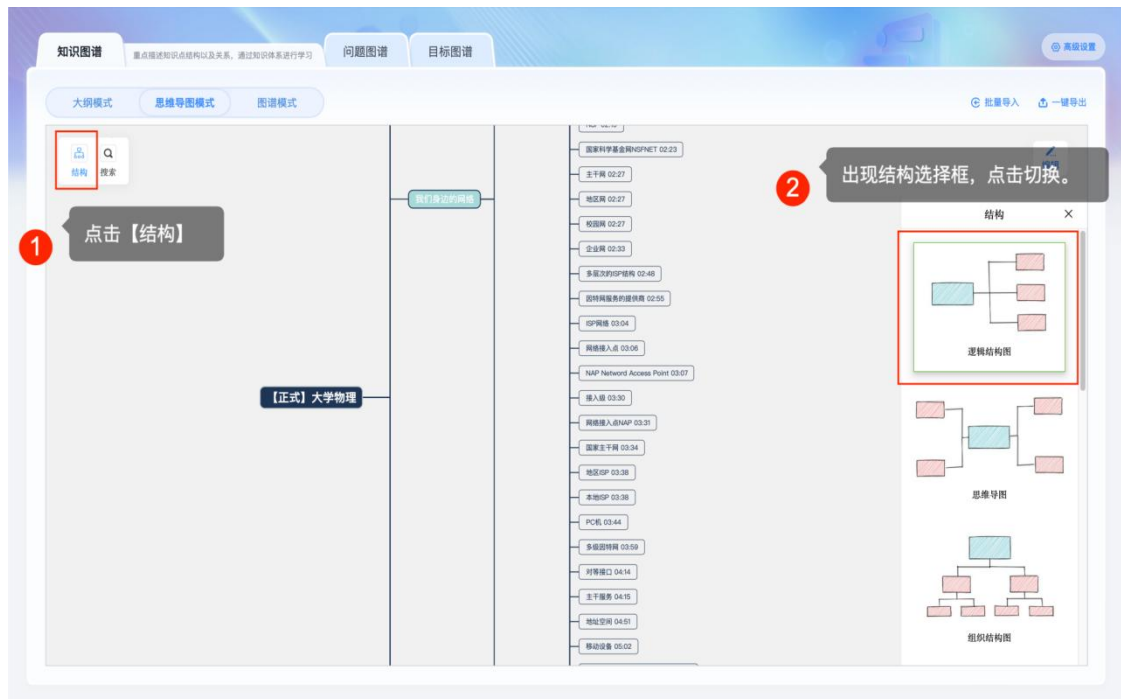 知识图谱
重点描述知识点结构以及关系，通过知识体系进行学习
问题图谱
目标图谱
高级设置
大纲模式
思维导图模式
图谱模式
批量导入
一键导出
结构
搜索
1
点击【结构】
2
出现结构选择框，点击切换。
【正式】大学物理
我们身边的网络
国家科学基金网NSFNET 02:23
主干网 02:27
地区网 02:27
校园网 02:27
企业网 02:33
多层次的ISP结构 02:46
因特网服务的提供商 02:55
ISP网络 03:04
网络接入点 03:06
NAP Network Access Point 03:07
接入级 03:30
网络接入点NAP 03:31
国家主干网 03:34
地区ISP 03:38
本地ISP 03:38
PC机 03:44
多级因特网 03:59
对等接口 04:14
主干服务 04:15
地址空间 04:51
移动设备 05:02
结构
逻辑结构图
思维导图
组织结构图